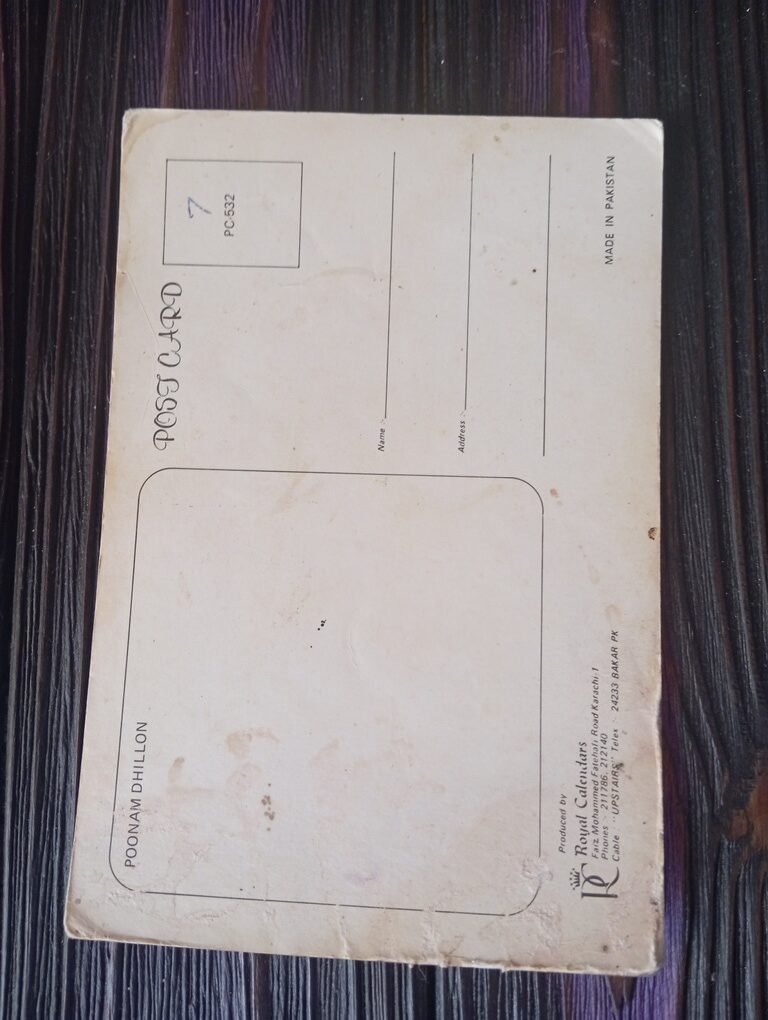 POONAM DHILLON
POST CARD
7
PC-532
Name :-
Address :-
Produced by
Royal Calendars
Faiz Mohammed Fatehali Road Karachi-1
Phones :- 211786, 212140
Cable :- "UPSTAIRS" Telex :- 24233 BAKAR PK
RC
MADE IN PAKISTAN